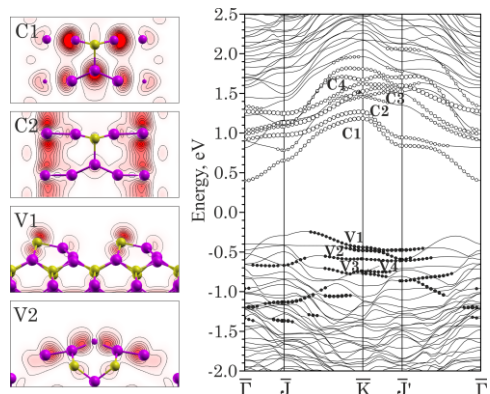 C1
C2
V1
V2
Energy, eV
2.5
2.0
1.5
1.0
0.5
0.0
-0.5
-1.0
-1.5
-2.0
C4
C3
C2
C1
V1
V2
V3
V4
Γ̅ J̅ K̅ J̅' Γ̅